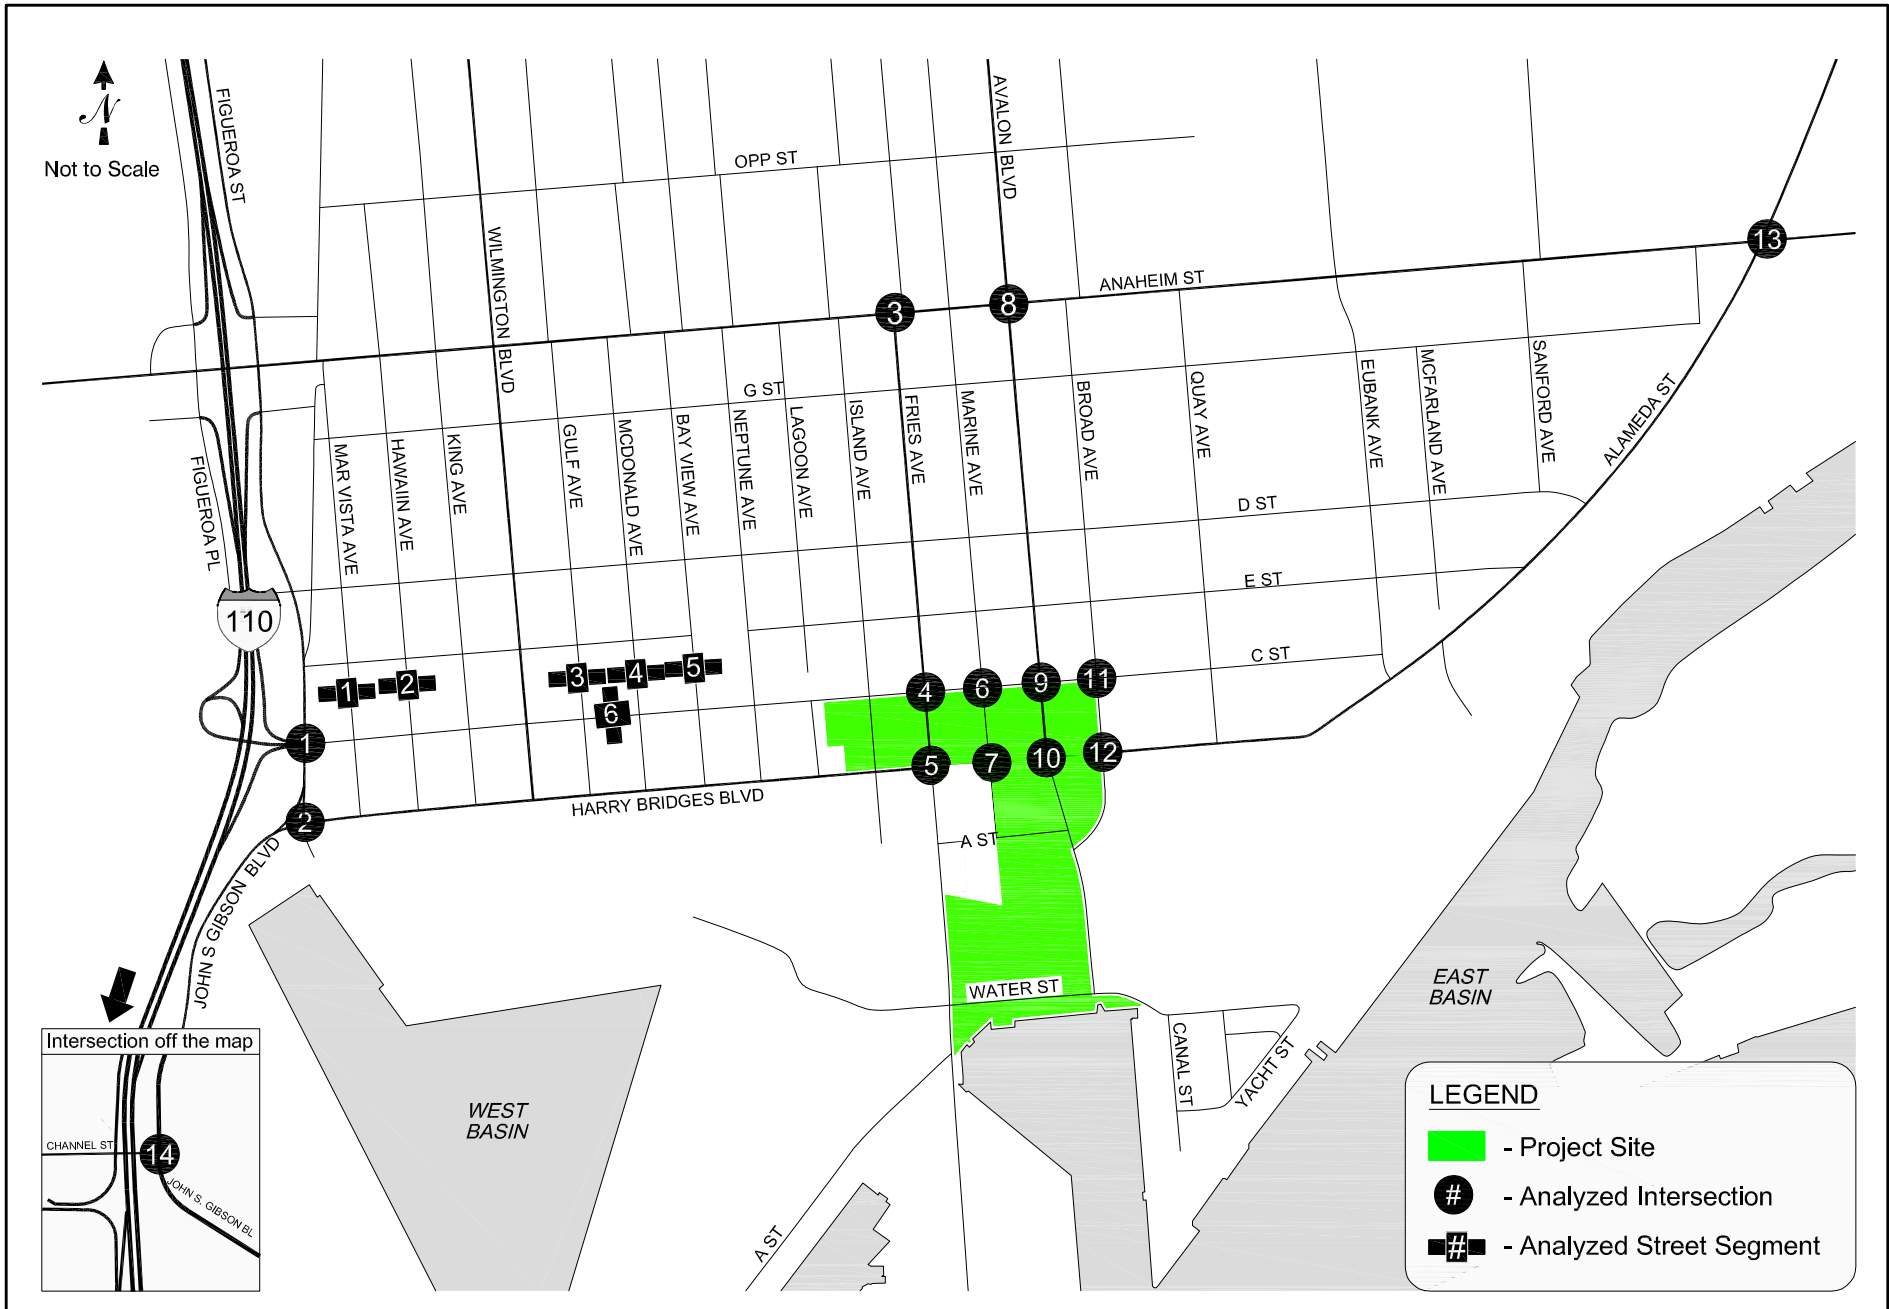 N
Not to Scale
FIGUEROA ST
AVALON BLVD
OPP ST
WILMINGTON BLVD
13
ANAHEIM ST
3
8
G ST
FIGUEROA PL
MAR VISTA AVE
HAWAIIN AVE
KING AVE
GULF AVE
MCDONALD AVE
BAY VIEW AVE
NEPTUNE AVE
LAGOON AVE
ISLAND AVE
FRIES AVE
MARINE AVE
BROAD AVE
QUAY AVE
EUBANK AVE
MCFARLAND AVE
SANFORD AVE
ALAMEDA ST
D ST
E ST
C ST
110
1
2
3
4
5
6
4
6
9
11
1
5
7
10
12
2
HARRY BRIDGES BLVD
A ST
JOHN S GIBSON BLVD
WATER ST
EAST
BASIN
CANAL ST
YACHT ST
WEST
BASIN
A ST
Intersection off the map
CHANNEL ST
14
JOHN S. GIBSON BL
LEGEND
- Project Site
# - Analyzed Intersection
# - Analyzed Street Segment